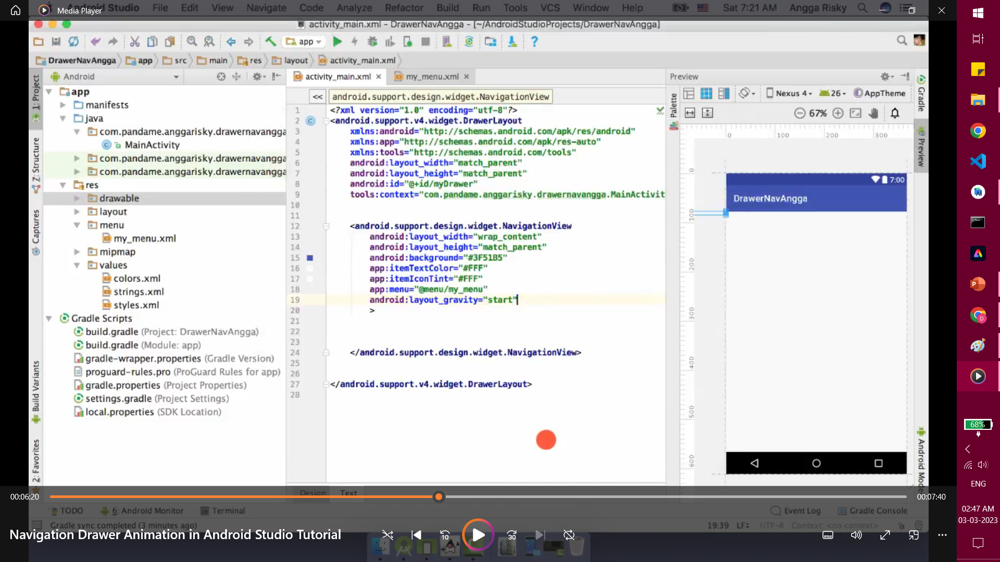 Android Studio File Edit View Navigate Code Analyze Refactor Build Run Tools VCS Window Help Sat 7:21 AM Angga Risky
Media Player
activity_main.xml - DrawerNavAngga - [~/AndroidStudioProjects/DrawerNavAngga]
app
DrawerNavAngga app src main res layout activity_main.xml
Android
activity_main.xml
my_menu.xml
Preview
<< android.support.design.widget.NavigationView
Nexus 4 26 AppTheme
67%
1: Project
Z: Structure
Captures
Build Variants
2: Favorites
app
manifests
java
com.pandame.anggarisky.drawernavangga
MainActivity
com.pandame.anggarisky.drawernavangga
com.pandame.anggarisky.drawernavangga
res
drawable
layout
menu
my_menu.xml
mipmap
values
colors.xml
strings.xml
styles.xml
Gradle Scripts
build.gradle (Project: DrawerNavAngga)
build.gradle (Module: app)
gradle-wrapper.properties (Gradle Version)
proguard-rules.pro (ProGuard Rules for app)
gradle.properties (Project Properties)
settings.gradle (Project Settings)
local.properties (SDK Location)
1 <?xml version="1.0" encoding="utf-8"?>
2 <android.support.v4.widget.DrawerLayout
3 xmlns:android="http://schemas.android.com/apk/res/android"
4 xmlns:app="http://schemas.android.com/apk/res-auto"
5 xmlns:tools="http://schemas.android.com/tools"
6 android:layout_width="match_parent"
7 android:layout_height="match_parent"
8 android:id="@+id/myDrawer"
9 tools:context="com.pandame.anggarisky.drawernavangga.MainActivit
10
11
12 <android.support.design.widget.NavigationView
13 android:layout_width="wrap_content"
14 android:layout_height="match_parent"
15 android:background="#3F51B5"
16 app:itemTextColor="#FFF"
17 app:itemIconTint="#FFF"
18 app:menu="@menu/my_menu"
19 android:layout_gravity="start"
20 >
21
22
23
24 </android.support.design.widget.NavigationView>
25
26
27 </android.support.v4.widget.DrawerLayout>
28
Design Text
Palette
0 100 200 300
0
100
200
300
400
500
600
7:00
DrawerNavAngga
Gradle
Preview
Android Model
00:06:20
00:07:40
TODO 6: Android Monitor Terminal Event Log Gradle Console
Gradle sync completed (3 minutes ago) 19:39 LF UTF-8 Context: <no context>
Navigation Drawer Animation in Android Studio Tutorial
10
30
D
68%
ENG
02:47 AM
03-03-2023